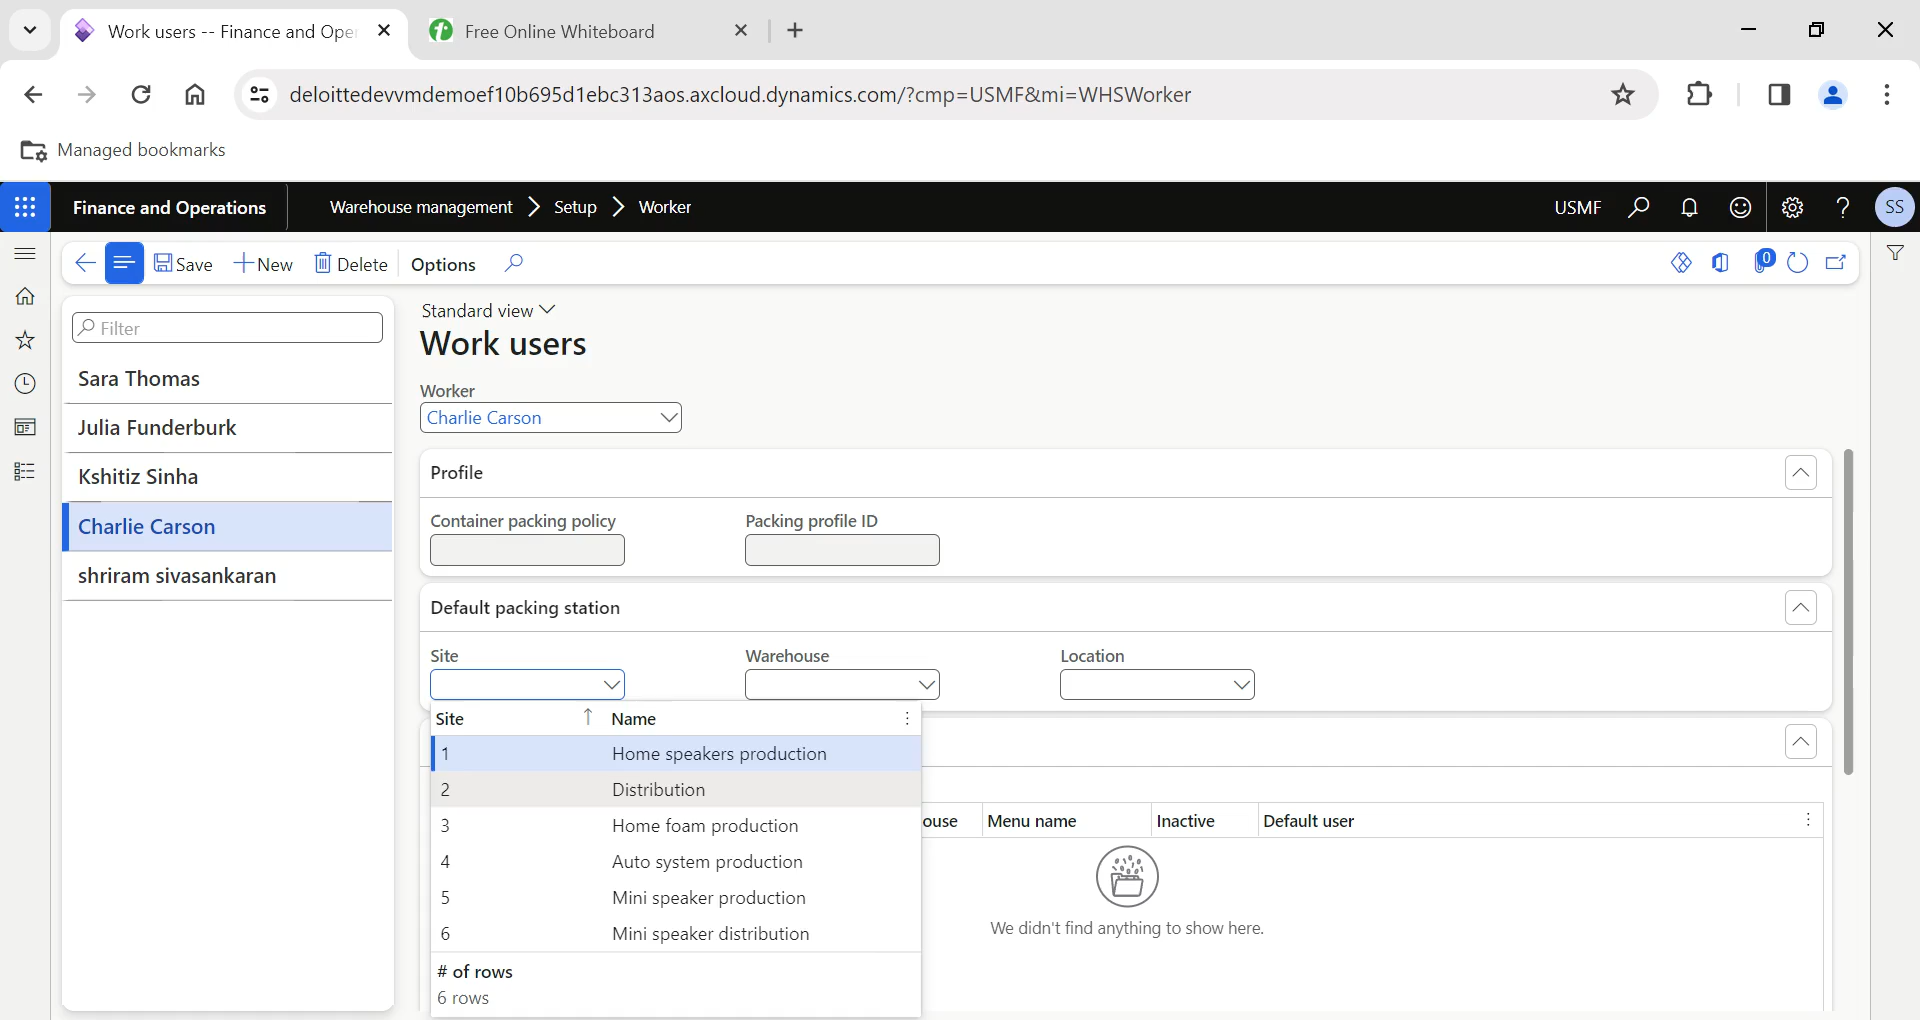 Work users -- Finance and Oper
Free Online Whiteboard
deloittedevvmdemoef10b695d1ebc313aos.axcloud.dynamics.com/?cmp=USMF&mi=WHSWorker
Managed bookmarks
Finance and Operations
Warehouse management
Setup
Worker
USMF
?
SS
Save
New
Delete
Options
0
Filter
Sara Thomas
Julia Funderburk
Kshitiz Sinha
Charlie Carson
shriram sivasankaran
Standard view
Work users
Worker
Charlie Carson
Profile
Container packing policy
Packing profile ID
Default packing station
Site
Warehouse
Location
Site Name
1 Home speakers production
2 Distribution
3 Home foam production
4 Auto system production
5 Mini speaker production
6 Mini speaker distribution
# of rows
6 rows
ouse
Menu name
Inactive
Default user
We didn't find anything to show here.